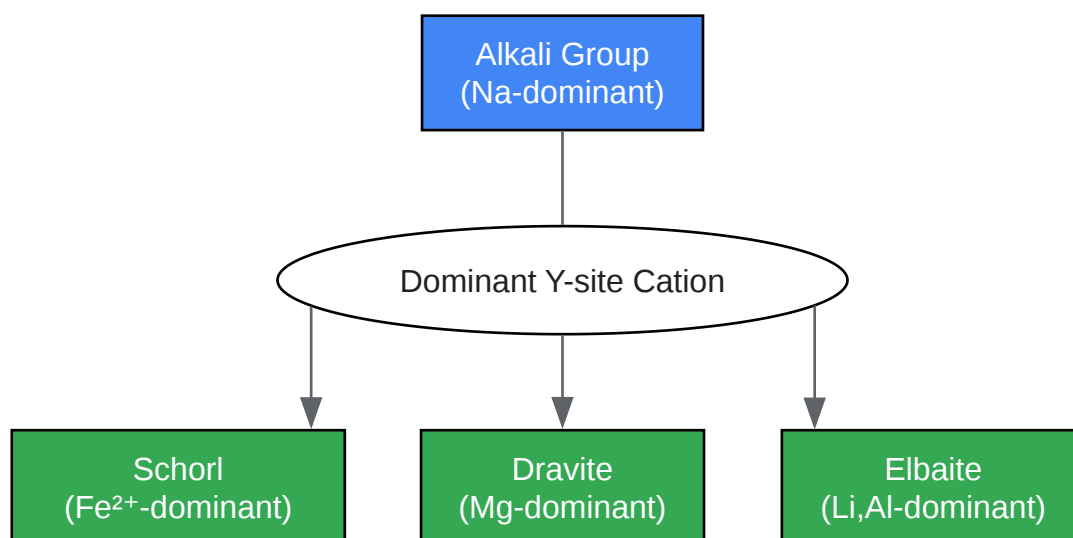 Alkali Group
(Na-dominant)
Dominant Y-site Cation
Schorl
(Fe²⁺-dominant)
Dravite
(Mg-dominant)
Elbaite
(Li,Al-dominant)